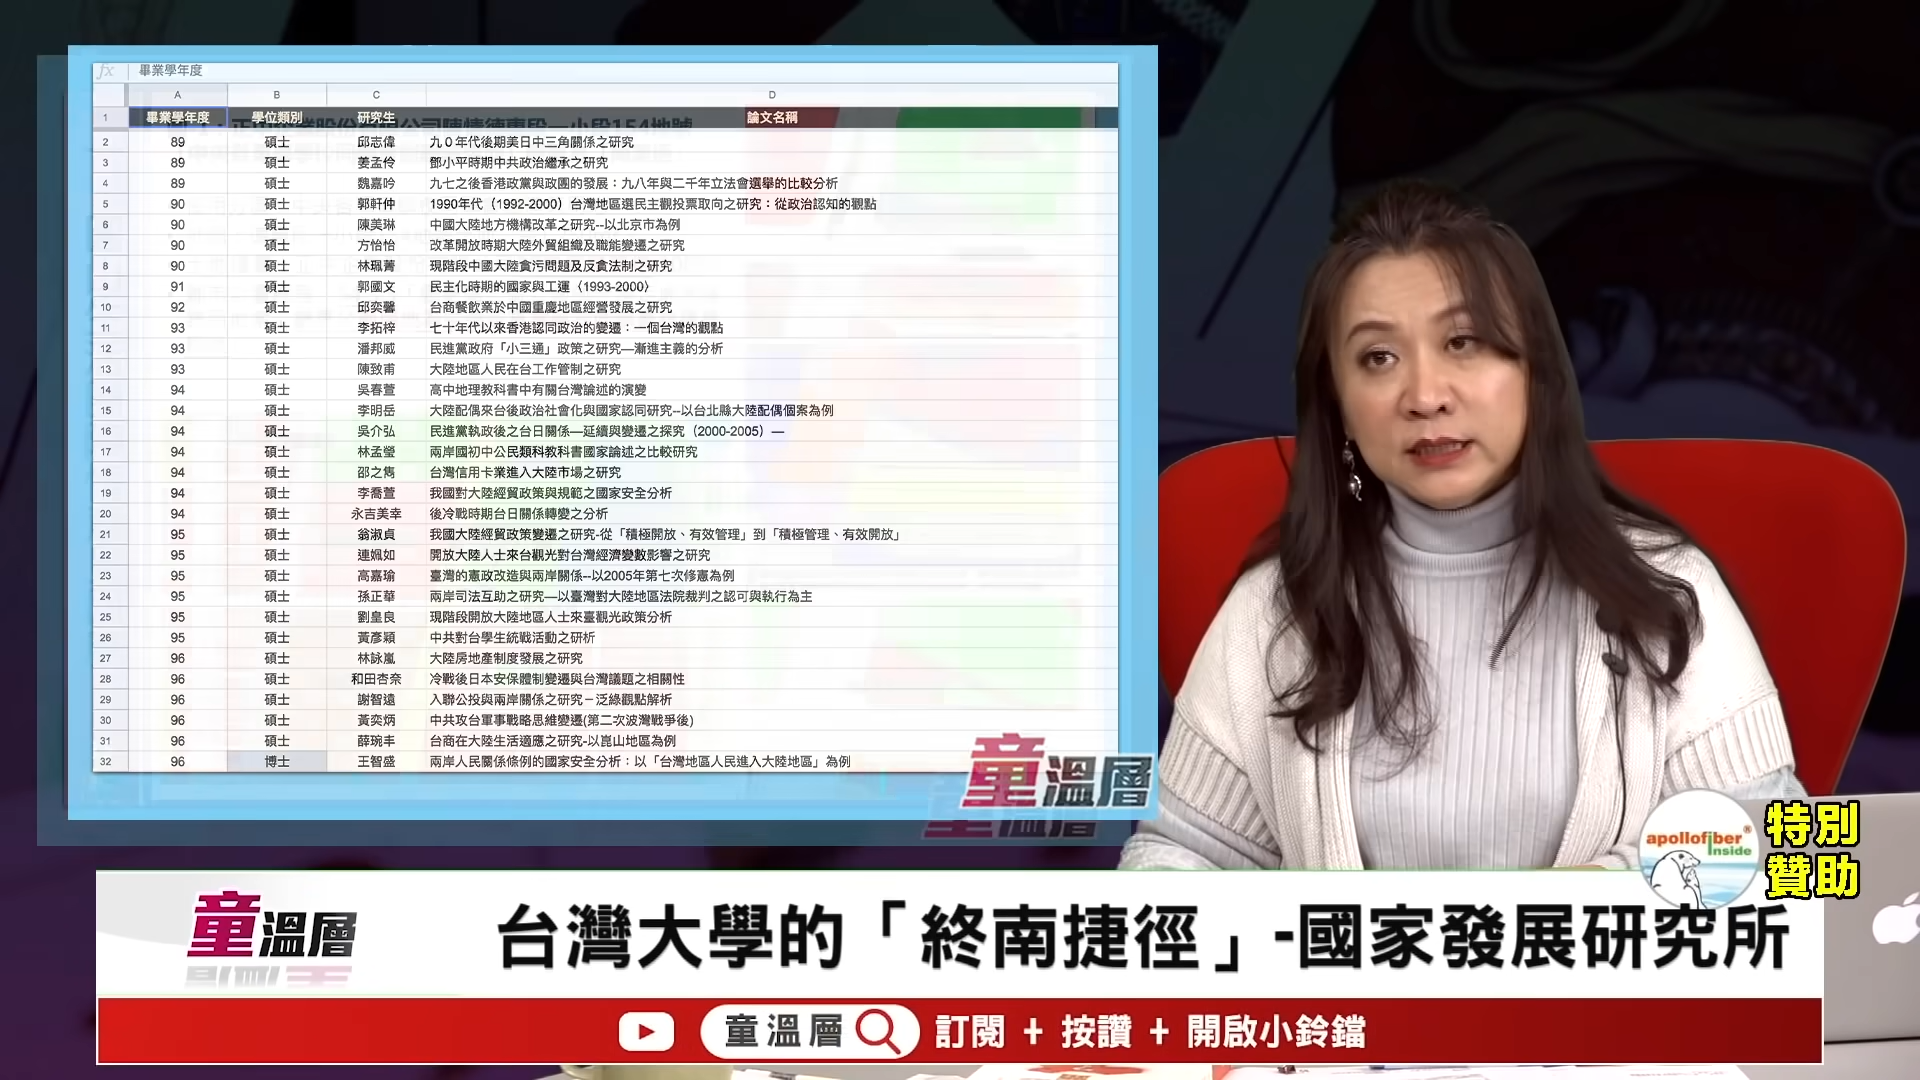 fx 畢業學年度
A B C D
1 畢業學年度 學位類別 研究生 論文名稱
2 89 碩士 邱志偉 九０年代後期美日中三角關係之研究
3 89 碩士 姜孟伶 鄧小平時期中共政治繼承之研究
4 89 碩士 魏嘉吟 九七之後香港政黨與政團的發展：九八年與二千年立法會選舉的比較分析
5 90 碩士 郭軒仲 1990年代（1992-2000）台灣地區選民主觀投票取向之研究：從政治認知的觀點
6 90 碩士 陳美琳 中國大陸地方機構改革之研究--以北京市為例
7 90 碩士 方怡怡 改革開放時期大陸外貿組織及職能變遷之研究
8 90 碩士 林珮菁 現階段中國大陸貪污問題及反貪法制之研究
9 91 碩士 郭國文 民主化時期的國家與工運（1993-2000）
10 92 碩士 邱奕馨 台商餐飲業於中國重慶地區經營發展之研究
11 93 碩士 李拓梓 七十年代以來香港認同政治的變遷：一個台灣的觀點
12 93 碩士 潘邦威 民進黨政府「小三通」政策之研究—漸進主義的分析
13 93 碩士 陳致甫 大陸地區人民在台工作管制之研究
14 94 碩士 吳春萱 高中地理教科書中有關台灣論述的演變
15 94 碩士 李明岳 大陸配偶來台後政治社會化與國家認同研究--以台北縣大陸配偶個案為例
16 94 碩士 吳介弘 民進黨執政後之台日關係—延續與變遷之探究（2000-2005）—
17 94 碩士 林孟瑩 兩岸國初中公民類科教科書國家論述之比較研究
18 94 碩士 邵之雋 台灣信用卡業進入大陸市場之研究
19 94 碩士 李喬萱 我國對大陸經貿政策與規範之國家安全分析
20 94 碩士 永吉美幸 後冷戰時期台日關係轉變之分析
21 95 碩士 翁淑貞 我國大陸經貿政策變遷之研究-從「積極開放、有效管理」到「積極管理、有效開放」
22 95 碩士 連姵如 開放大陸人士來台觀光對台灣經濟變數影響之研究
23 95 碩士 高嘉瑜 臺灣的憲政改造與兩岸關係--以2005年第七次修憲為例
24 95 碩士 孫正華 兩岸司法互助之研究—以臺灣對大陸地區法院裁判之認可與執行為主
25 95 碩士 劉皇良 現階段開放大陸地區人士來臺觀光政策分析
26 95 碩士 黃彥穎 中共對台學生統戰活動之研析
27 96 碩士 林詠嵐 大陸房地產制度發展之研究
28 96 碩士 和田杏奈 冷戰後日本安保體制變遷與台灣議題之相關性
29 96 碩士 謝智遠 入聯公投與兩岸關係之研究－泛綠觀點解析
30 96 碩士 黃奕炳 中共攻台軍事戰略思維變遷(第二次波灣戰爭後)
31 96 碩士 薛琬丰 台商在大陸生活適應之研究-以崑山地區為例
32 96 博士 王智盛 兩岸人民關係條例的國家安全分析：以「台灣地區人民進入大陸地區」為例
童溫層
apollofiber® inside
特別
贊助
童溫層
台灣大學的「終南捷徑」-國家發展研究所
童溫層 訂閱 + 按讚 + 開啟小鈴鐺